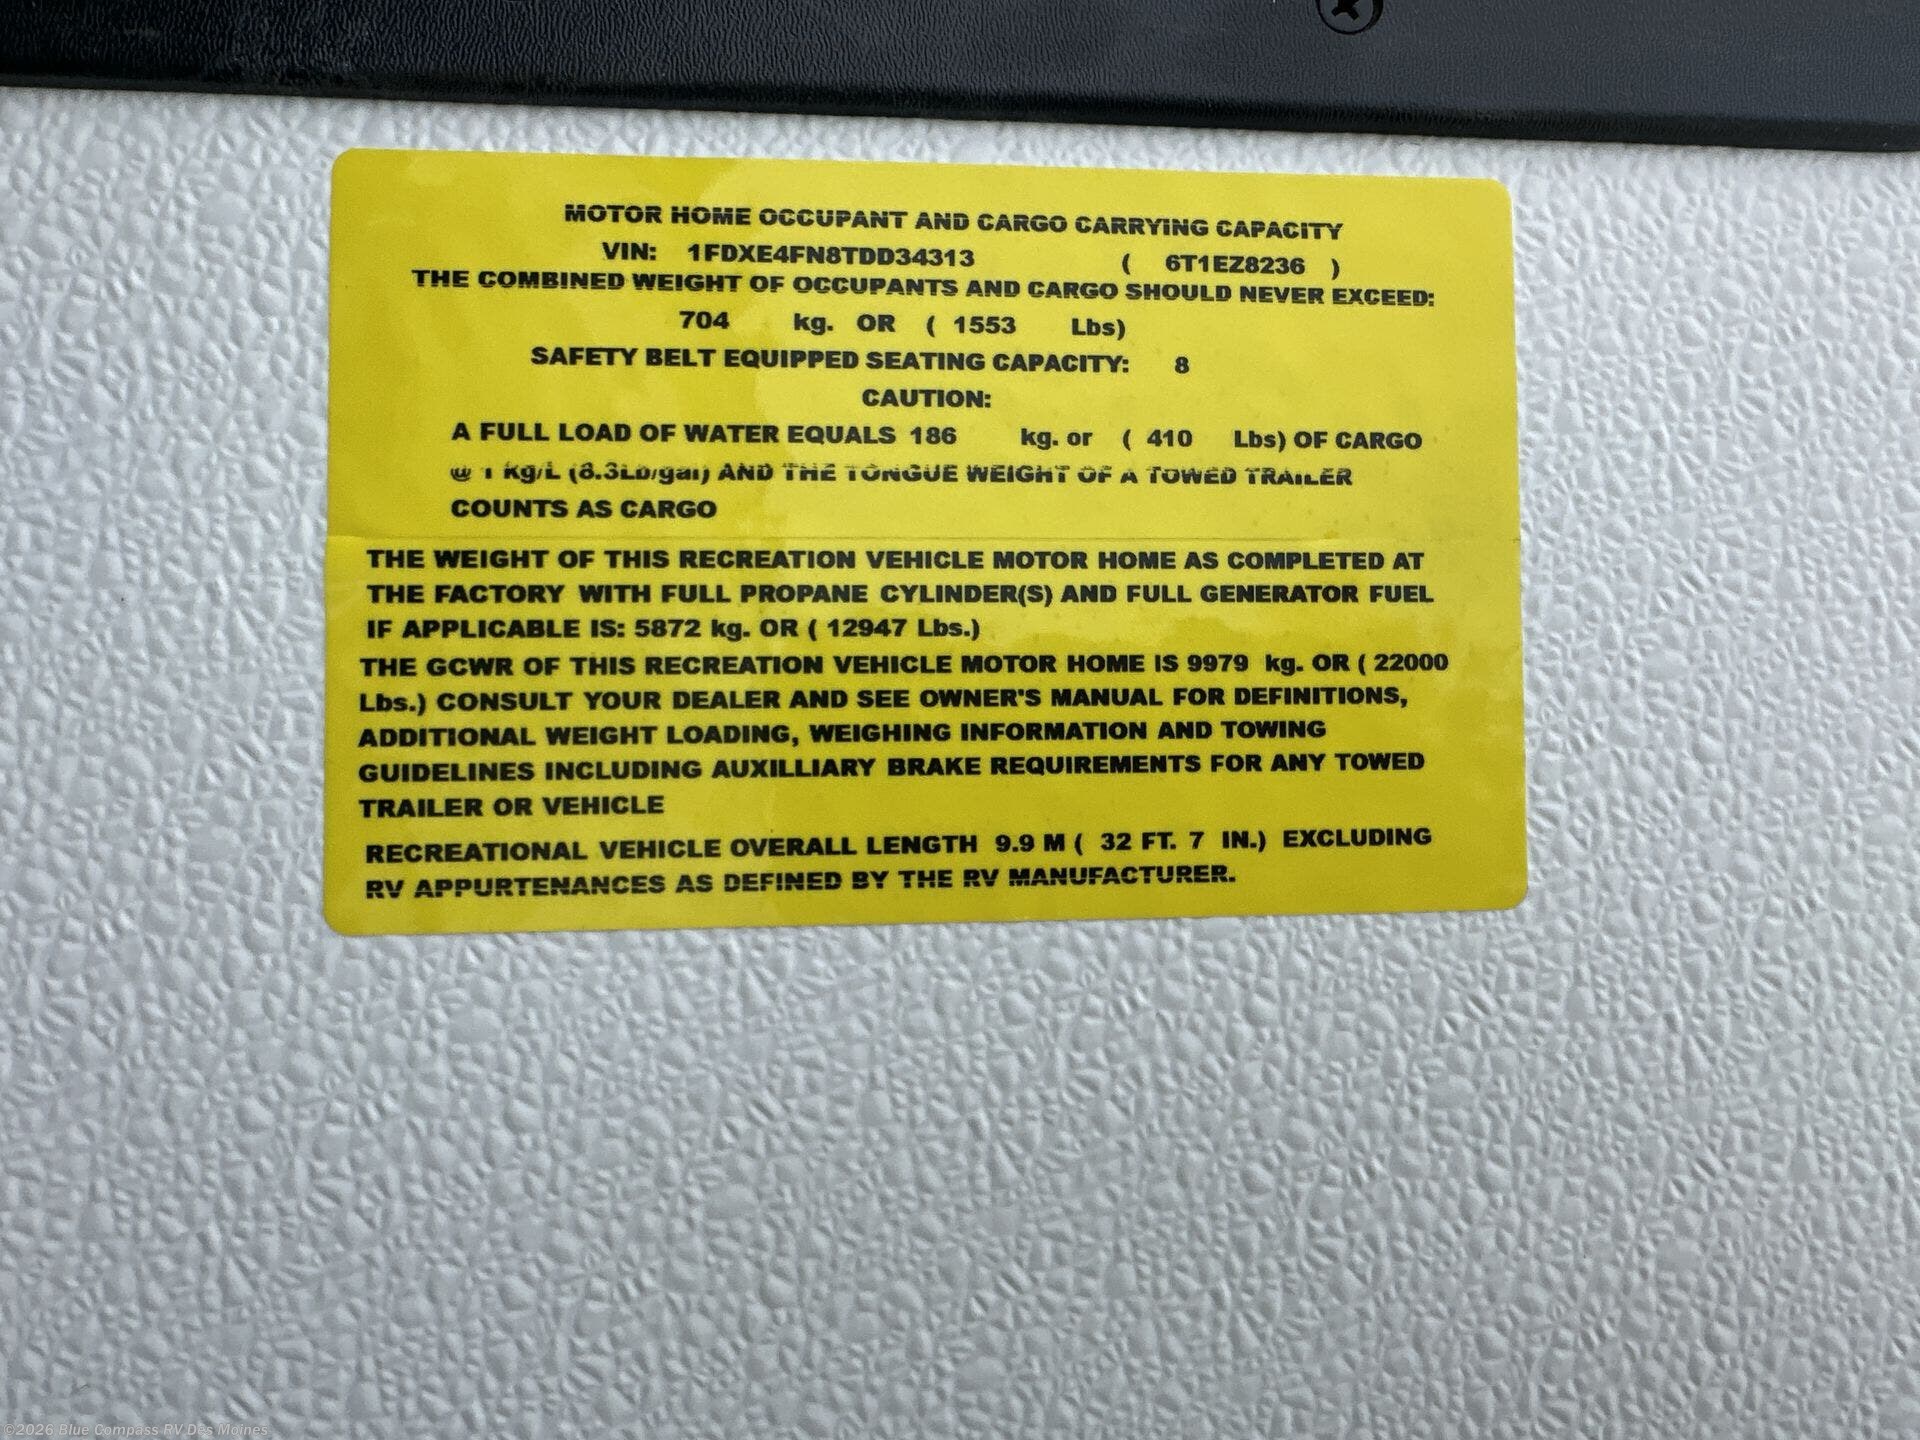 MOTOR HOME OCCUPANT AND CARGO CARRYING CAPACITY
VIN: 1FDXE4FN8TDD34313 ( 6T1EZ8236 )
THE COMBINED WEIGHT OF OCCUPANTS AND CARGO SHOULD NEVER EXCEED:
704 kg. OR ( 1553 Lbs)
SAFETY BELT EQUIPPED SEATING CAPACITY: 8
CAUTION:
A FULL LOAD OF WATER EQUALS 186 kg. or ( 410 Lbs) OF CARGO
@ 1 Kg/L (8.3Lb/gal) AND THE TONGUE WEIGHT OF A TOWED TRAILER
COUNTS AS CARGO
THE WEIGHT OF THIS RECREATION VEHICLE MOTOR HOME AS COMPLETED AT
THE FACTORY WITH FULL PROPANE CYLINDER(S) AND FULL GENERATOR FUEL
IF APPLICABLE IS: 5872 kg. OR ( 12947 Lbs.)
THE GCWR OF THIS RECREATION VEHICLE MOTOR HOME IS 9979 kg. OR ( 22000
Lbs.) CONSULT YOUR DEALER AND SEE OWNER'S MANUAL FOR DEFINITIONS,
ADDITIONAL WEIGHT LOADING, WEIGHING INFORMATION AND TOWING
GUIDELINES INCLUDING AUXILLIARY BRAKE REQUIREMENTS FOR ANY TOWED
TRAILER OR VEHICLE
RECREATIONAL VEHICLE OVERALL LENGTH 9.9 M ( 32 FT. 7 IN.) EXCLUDING
RV APPURTENANCES AS DEFINED BY THE RV MANUFACTURER.
©2026 Blue Compass RV Des Moines